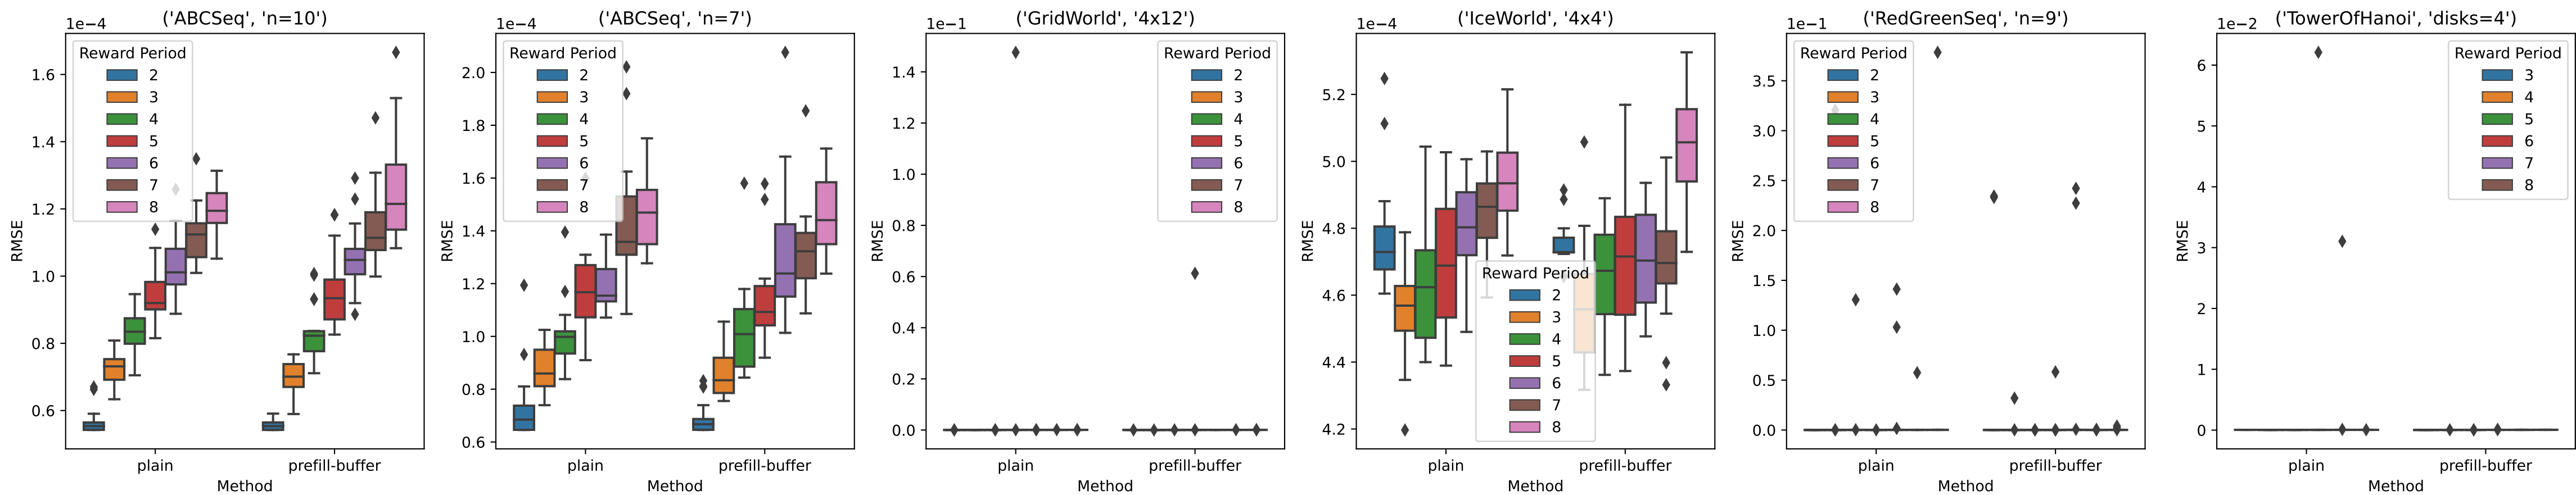 ('ABCSeq', 'n=10')
1e−4
Reward Period
2
3
4
5
6
7
8
1.6
1.4
1.2
1.0
0.8
0.6
RMSE
plain
prefill-buffer
Method
('ABCSeq', 'n=7')
1e−4
Reward Period
2
3
4
5
6
7
8
2.0
1.8
1.6
1.4
1.2
1.0
0.8
0.6
RMSE
plain
prefill-buffer
Method
('GridWorld', '4x12')
1e−1
Reward Period
2
3
4
5
6
7
8
1.4
1.2
1.0
0.8
0.6
0.4
0.2
0.0
RMSE
plain
prefill-buffer
Method
('IceWorld', '4x4')
1e−4
5.2
5.0
4.8
4.6
4.4
4.2
RMSE
Reward Period
2
3
4
5
6
7
8
plain
prefill-buffer
Method
('RedGreenSeq', 'n=9')
1e−1
Reward Period
2
3
4
5
6
7
8
3.5
3.0
2.5
2.0
1.5
1.0
0.5
0.0
RMSE
plain
prefill-buffer
Method
('TowerOfHanoi', 'disks=4')
1e−2
Reward Period
3
4
5
6
7
8
6
5
4
3
2
1
0
RMSE
plain
prefill-buffer
Method